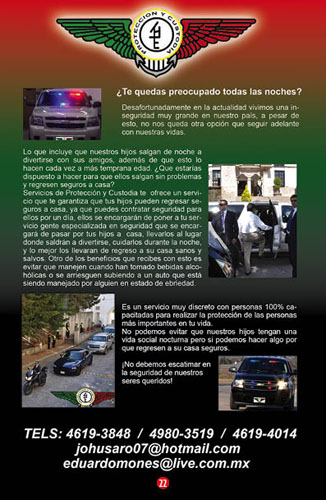 PROTECCION Y CUSTODIA
¿Te quedas preocupado todas las noches?
Desafortunadamente en la actualidad vivimos una in-
seguridad muy grande en nuestro país, a pesar de
esto, no nos queda otra opción que seguir adelante
con nuestras vidas.
Lo que incluye que nuestros hijos salgan de noche a
divertirse con sus amigos, además de que esto lo
hacen cada vez a más temprana edad. ¿Que estarías
dispuesto a hacer para que ellos salgan sin problemas
y regresen seguros a casa?
Servicios de Protección y Custodia te ofrece un servi-
cio que te garantiza que tus hijos pueden regresar se-
guros a casa, ya que puedes contratar seguridad para
ellos por un día, ellos se encargarán de poner a tu ser-
vicio gente especializada en seguridad que se encar-
gará de pasar por tus hijos a casa, llevarlos al lugar
donde saldrán a divertirse, cuidarlos durante la noche,
y lo mejor los llevaran de regreso a su casa sanos y
salvos. Otro de los beneficios que recibes con esto es
evitar que manejen cuando han tomado bebidas alco-
hólicas o se arriesguen subiendo a un auto que está
siendo manejado por alguien en estado de ebriedad.
Es un servicio muy discreto con personas 100% ca-
pacitadas para realizar la protección de las personas
más importantes en tu vida.
No podemos evitar que nuestros hijos tengan una
vida social nocturna pero si podemos hacer algo por
que regresen a su casa seguros.
¡No debemos escatimar en
la seguridad de nuestros
seres queridos!
TELS: 4619-3848 / 4980-3519 / 4619-4014
johusaro07@hotmail.com
eduardomones@live.com.mx
22